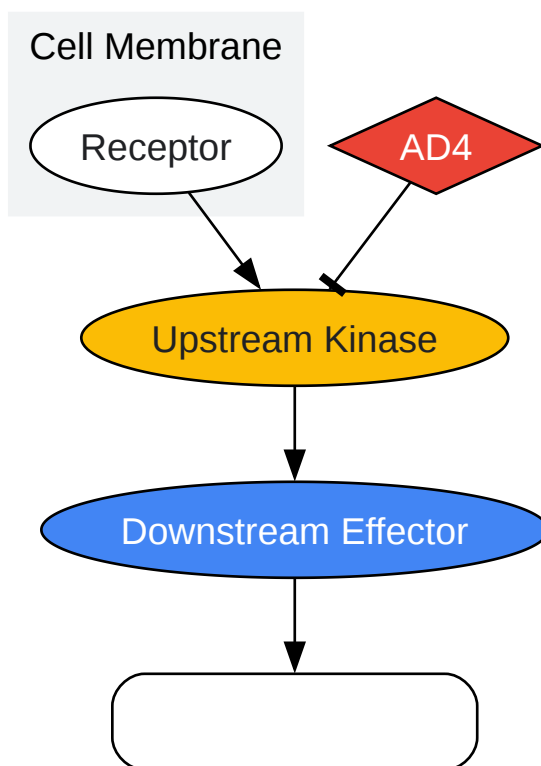 Cell Membrane
Receptor
AD4
Upstream Kinase
Downstream Effector